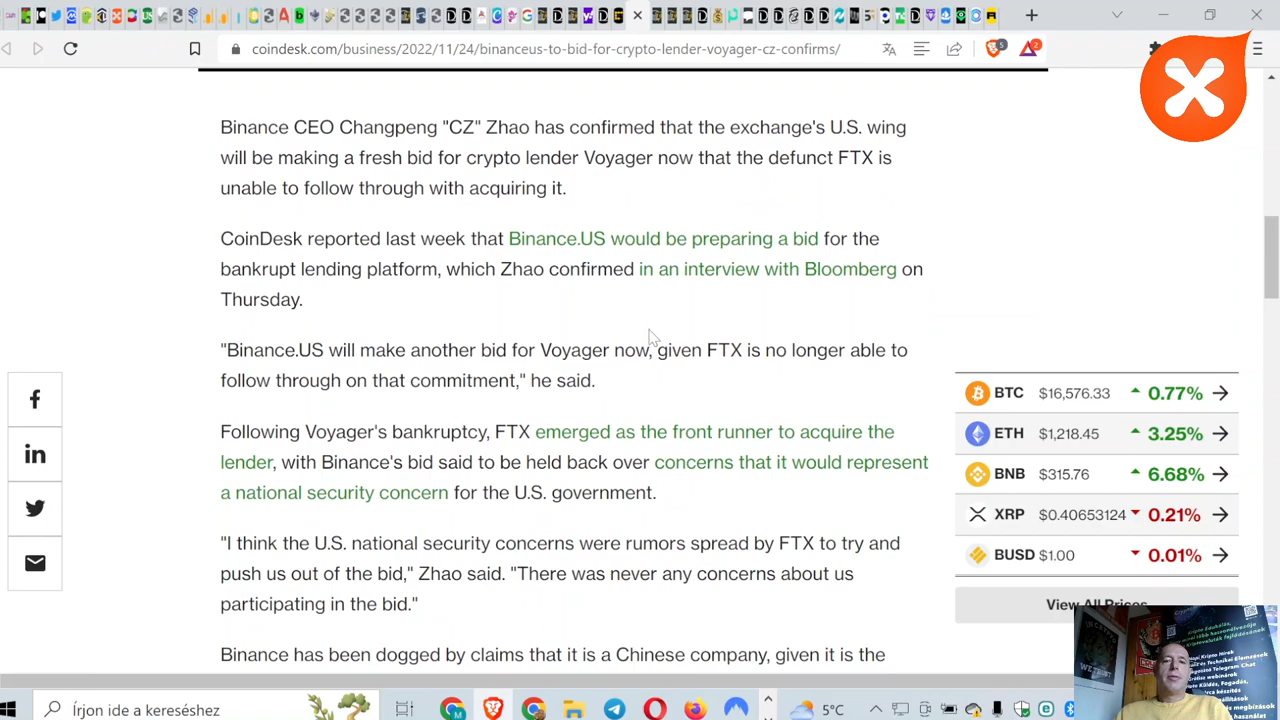 coindesk.com/business/2022/11/24/binanceus-to-bid-for-crypto-lender-voyager-cz-confirms/
5
2
Binance CEO Changpeng "CZ" Zhao has confirmed that the exchange's U.S. wing
will be making a fresh bid for crypto lender Voyager now that the defunct FTX is
unable to follow through with acquiring it.
CoinDesk reported last week that Binance.US would be preparing a bid for the
bankrupt lending platform, which Zhao confirmed in an interview with Bloomberg on
Thursday.
"Binance.US will make another bid for Voyager now, given FTX is no longer able to
follow through on that commitment," he said.
Following Voyager's bankruptcy, FTX emerged as the front runner to acquire the
lender, with Binance's bid said to be held back over concerns that it would represent
a national security concern for the U.S. government.
"I think the U.S. national security concerns were rumors spread by FTX to try and
push us out of the bid," Zhao said. "There was never any concerns about us
participating in the bid."
Binance has been dogged by claims that it is a Chinese company, given it is the
BTC $16,576.33 0.77%
ETH $1,218.45 3.25%
BNB $315.76 6.68%
XRP $0.40653124 0.21%
BUSD $1.00 0.01%
View All Prices
Írjon ide a kereséshez
5°C